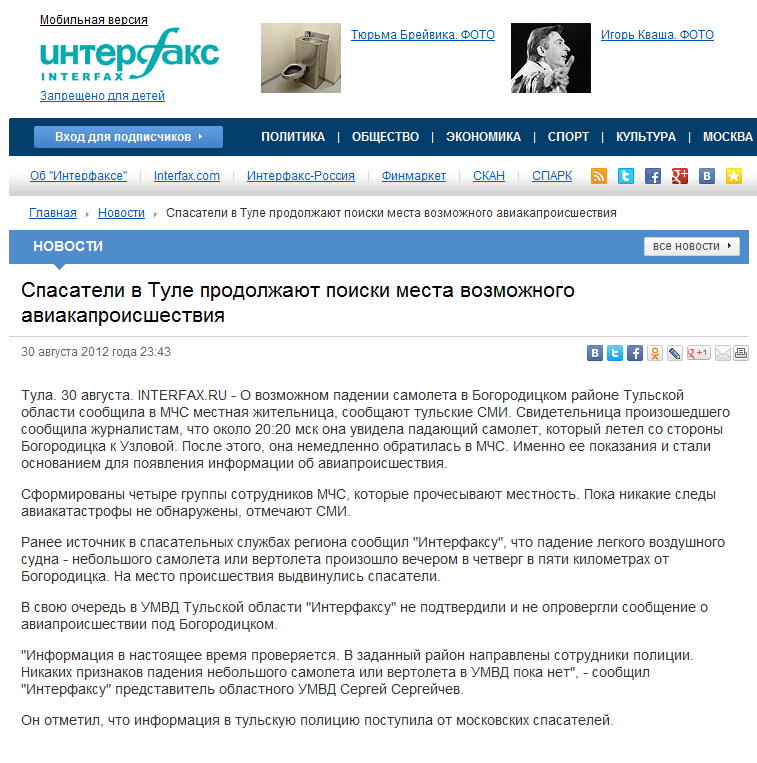 Мобильная версия
интерфакс
INTERFAX
Запрещено для детей
Тюрьма Брейвика. ФОТО
Игорь Кваша. ФОТО
Вход для подписчиков
ПОЛИТИКА | ОБЩЕСТВО | ЭКОНОМИКА | СПОРТ | КУЛЬТУРА | МОСКВА
Об "Интерфаксе" Interfax.com Интерфакс-Россия Финмаркет СКАН СПАРК
Главная Новости Спасатели в Туле продолжают поиски места возможного авиакапроисшествия
НОВОСТИ
все новости
Спасатели в Туле продолжают поиски места возможного
авиакапроисшествия
30 августа 2012 года 23:43
Тула. 30 августа. INTERFAX.RU - О возможном падении самолета в Богородицком районе Тульской
области сообщила в МЧС местная жительница, сообщают тульские СМИ. Свидетельница произошедшего
сообщила журналистам, что около 20:20 мск она увидела падающий самолет, который летел со стороны
Богородицка к Узловой. После этого, она немедленно обратилась в МЧС. Именно ее показания и стали
основанием для появления информации об авиапроисшествия.
Сформированы четыре группы сотрудников МЧС, которые прочесывают местность. Пока никакие следы
авиакатастрофы не обнаружены, отмечают СМИ.
Ранее источник в спасательных службах региона сообщил "Интерфаксу", что падение легкого воздушного
судна - небольшого самолета или вертолета произошло вечером в четверг в пяти километрах от
Богородицка. На место происшествия выдвинулись спасатели.
В свою очередь в УМВД Тульской области "Интерфаксу" не подтвердили и не опровергли сообщение о
авиапроисшествии под Богородицком.
"Информация в настоящее время проверяется. В заданный район направлены сотрудники полиции.
Никаких признаков падения небольшого самолета или вертолета в УМВД пока нет", - сообщил
"Интерфаксу" представитель областного УМВД Сергей Сергейчев.
Он отметил, что информация в тульскую полицию поступила от московских спасателей.